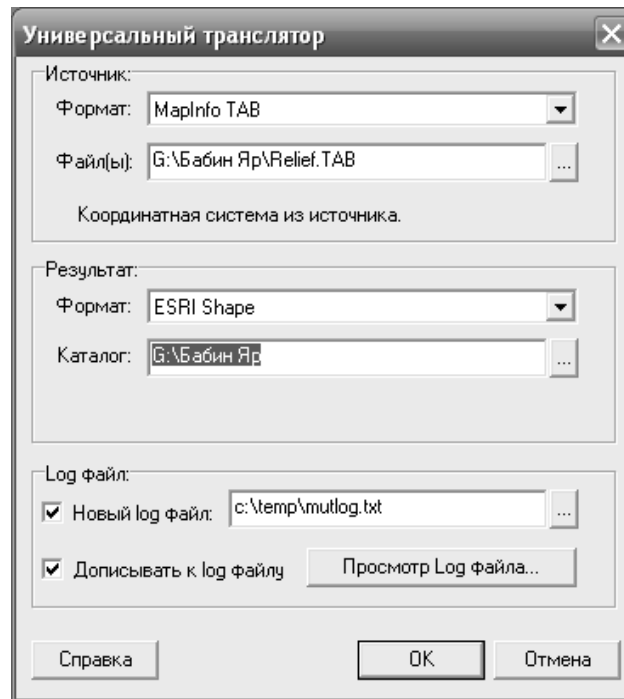 Универсальный транслятор
Источник:
Формат: MapInfo TAB
Файл(ы): G:\Бабин Яр\Relief.TAB ...
Координатная система из источника.
Результат:
Формат: ESRI Shape
Каталог: G:\Бабин Яр ...
Log файл:
Новый log файл: c:\temp\mutlog.txt ...
Дописывать к log файлу Просмотр Log файла...
Справка OK Отмена